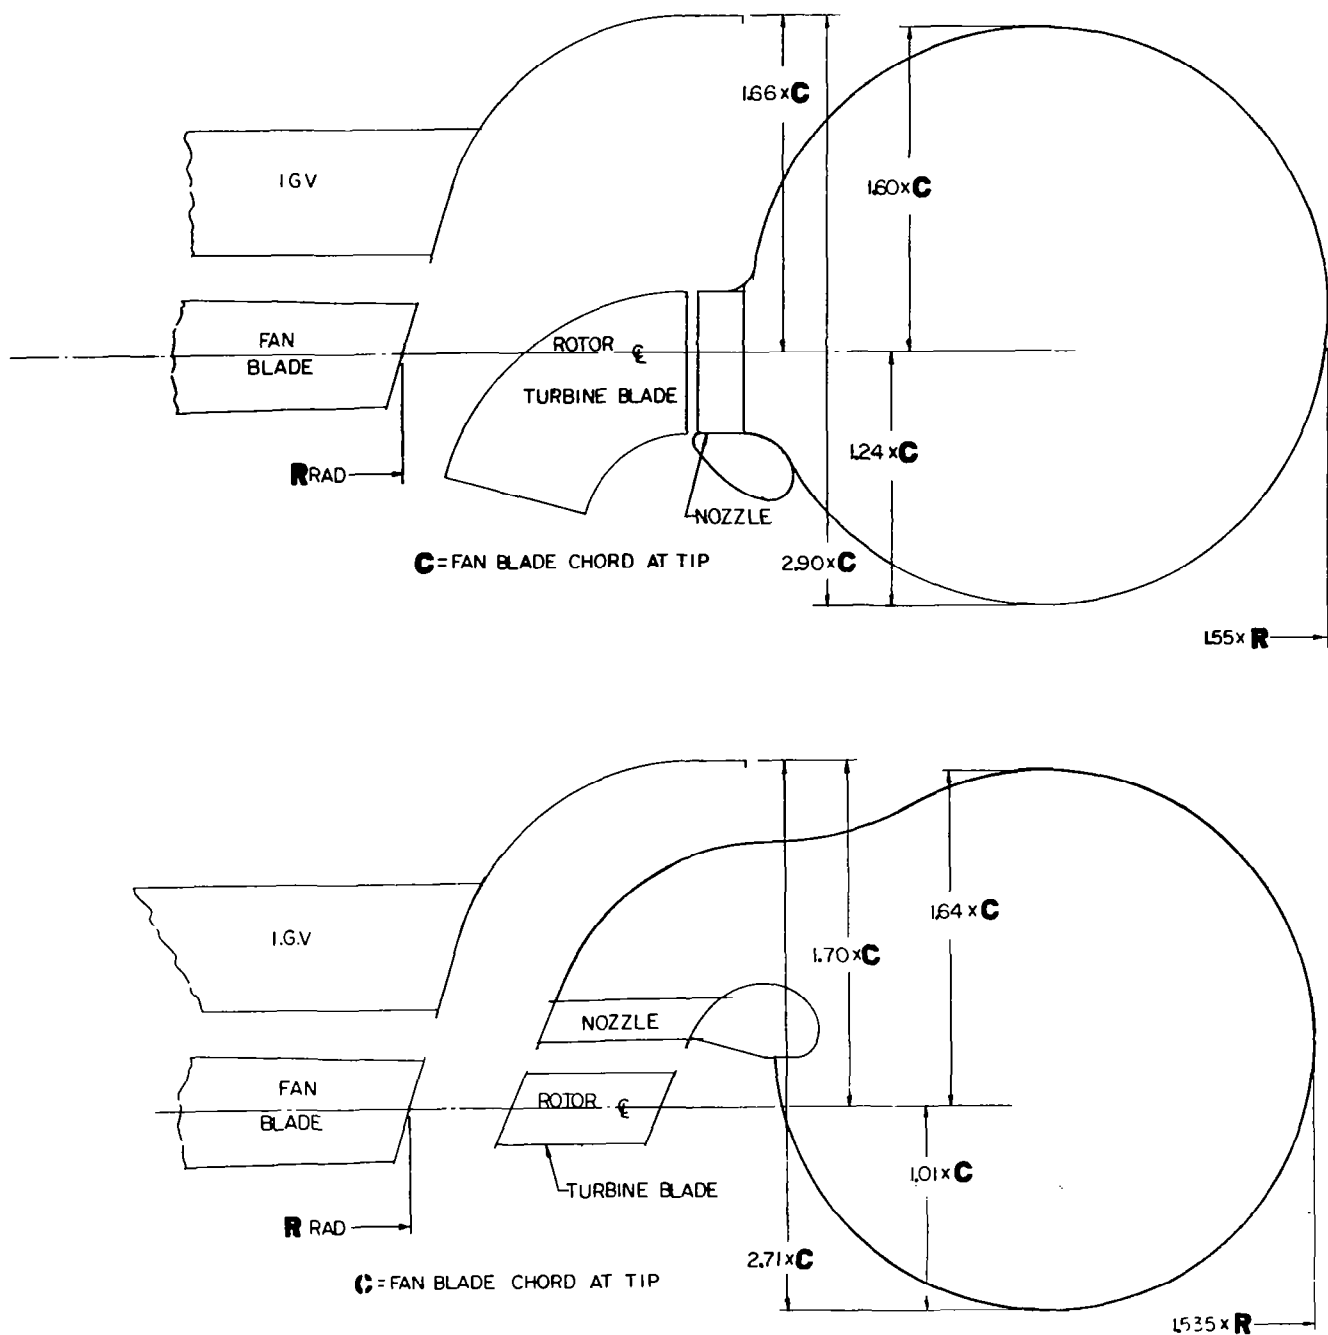 1.66×C
IGV
1.60×C
FAN
BLADE
ROTOR ℄
TURBINE BLADE
R RAD
1.24×C
NOZZLE
C=FAN BLADE CHORD AT TIP
2.90×C
1.55×R
1.64×C
I.G.V
1.70×C
NOZZLE
FAN
BLADE
ROTOR ℄
TURBINE BLADE
1.01×C
R RAD
2.71×C
C=FAN BLADE CHORD AT TIP
1.535×R